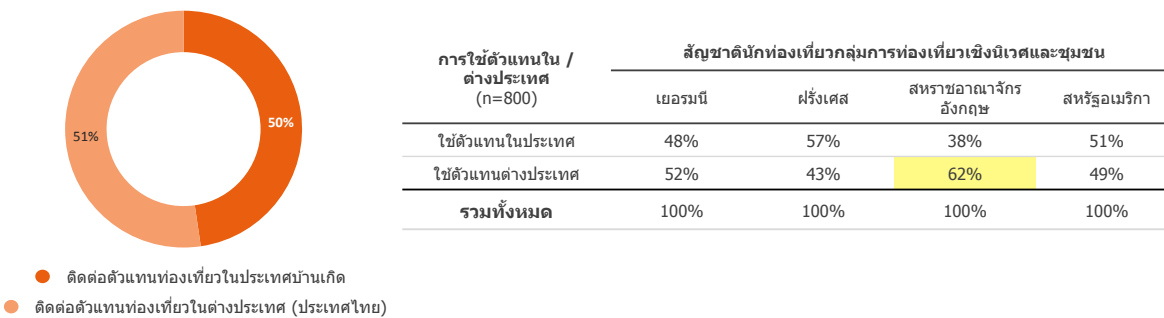 50%
51%
ติดต่อตัวแทนท่องเที่ยวในประเทศบ้านเกิด
ติดต่อตัวแทนท่องเที่ยวในต่างประเทศ (ประเทศไทย)
การใช้ตัวแทนใน /
ต่างประเทศ
(n=800)
สัญชาตินักท่องเที่ยวกลุ่มการท่องเที่ยวเชิงนิเวศและชุมชน
เยอรมนี ฝรั่งเศส สหราชอาณาจักร
อังกฤษ สหรัฐอเมริกา
ใช้ตัวแทนในประเทศ 48% 57% 38% 51%
ใช้ตัวแทนต่างประเทศ 52% 43% 62% 49%
รวมทั้งหมด 100% 100% 100% 100%